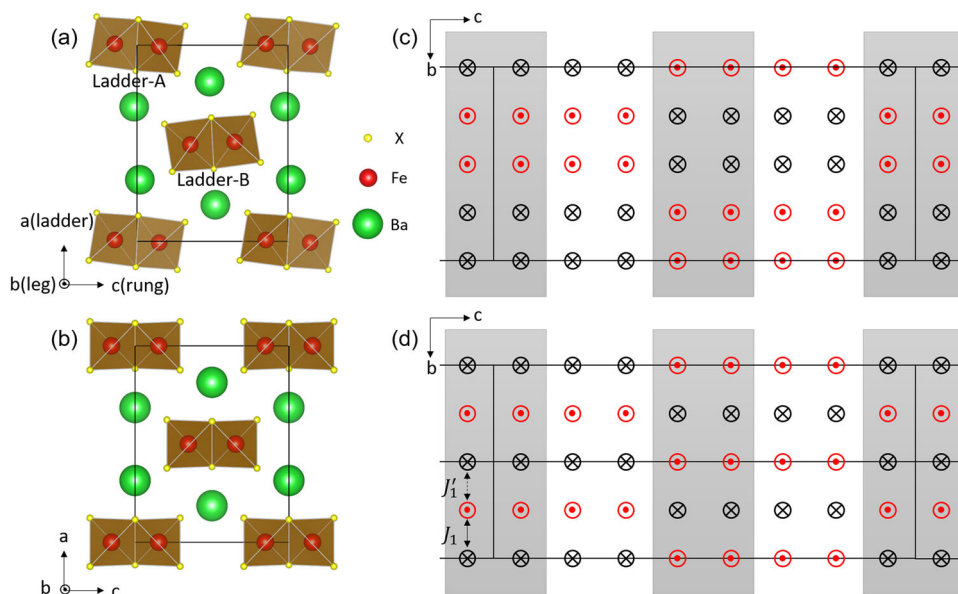 (a)
Ladder-A
Ladder-B
a(ladder)
b(leg)
c(rung)
X
Fe
Ba
(b)
a
b
c
(c)
c
b
(d)
c
b
J₁′
J₁